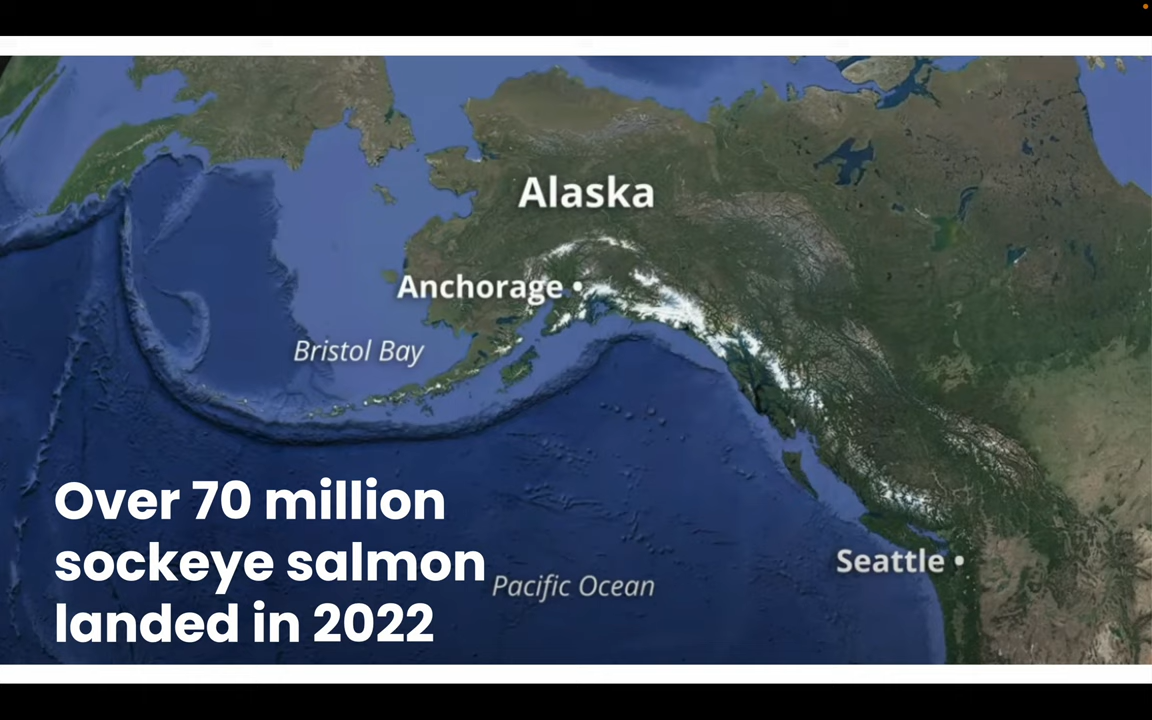 Alaska
Anchorage
Bristol Bay
Over 70 million
sockeye salmon
landed in 2022
Pacific Ocean
Seattle